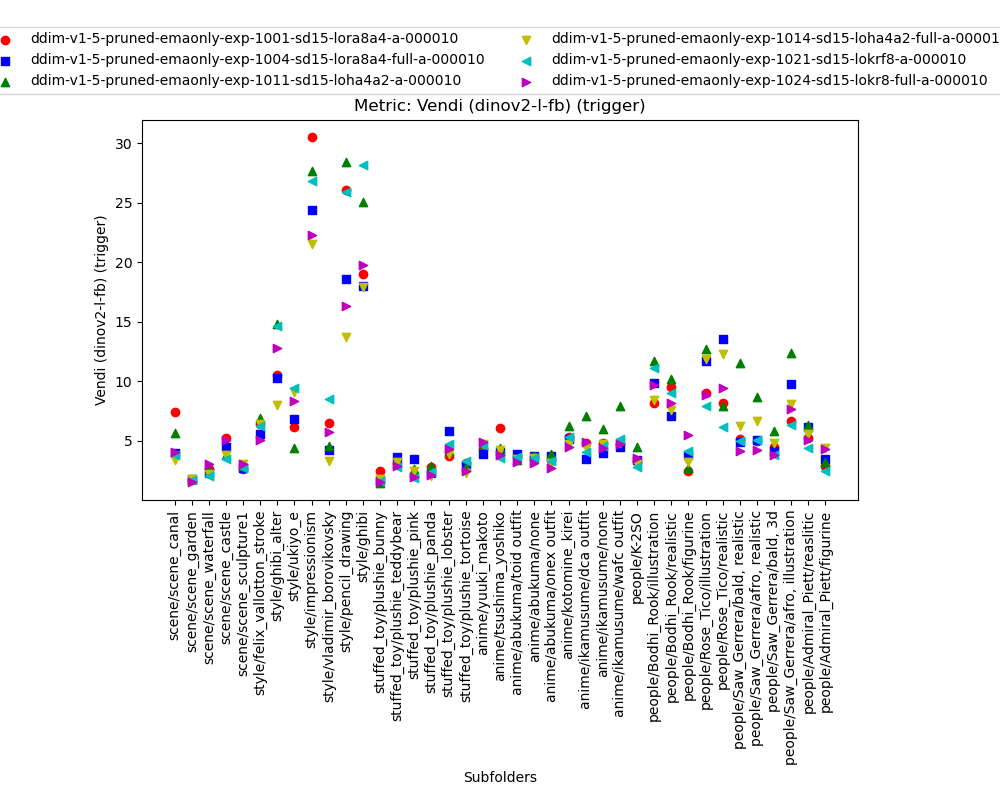 ddim-v1-5-pruned-emaonly-exp-1001-sd15-lora8a4-a-000010
ddim-v1-5-pruned-emaonly-exp-1004-sd15-lora8a4-full-a-000010
ddim-v1-5-pruned-emaonly-exp-1011-sd15-loha4a2-a-000010
ddim-v1-5-pruned-emaonly-exp-1014-sd15-loha4a2-full-a-00001
ddim-v1-5-pruned-emaonly-exp-1021-sd15-lokrf8-a-000010
ddim-v1-5-pruned-emaonly-exp-1024-sd15-lokr8-full-a-000010
Metric: Vendi (dinov2-l-fb) (trigger)
Vendi (dinov2-l-fb) (trigger)
30
25
20
15
10
5
scene/scene_canal
scene/scene_garden
scene/scene_waterfall
scene/scene_castle
scene/scene_sculpture1
style/felix_vallotton_stroke
style/ghibi_alter
style/ukiyo_e
style/impressionism
style/vladimir_borovikovsky
style/pencil_drawing
style/ghibi
stuffed_toy/plushie_bunny
stuffed_toy/plushie_teddybear
stuffed_toy/plushie_pink
stuffed_toy/plushie_panda
stuffed_toy/plushie_lobster
stuffed_toy/plushie_tortoise
anime/yuuki_makoto
anime/tsushima_yoshiko
anime/abukuma/toid outfit
anime/abukuma/none
anime/abukuma/onex outfit
anime/kotomine_kirei
anime/ikamusume/dca outfit
anime/ikamusume/none
anime/ikamusume/wafc outfit
people/K-2SO
people/Bodhi_Rook/illustration
people/Bodhi_Rook/realistic
people/Bodhi_Rook/figurine
people/Rose_Tico/illustration
people/Rose_Tico/realistic
people/Saw_Gerrera/bald, realistic
people/Saw_Gerrera/afro, realistic
people/Saw_Gerrera/bald, 3d
people/Saw_Gerrera/afro, illustration
people/Admiral_Piett/reaslitic
people/Admiral_Piett/figurine
Subfolders